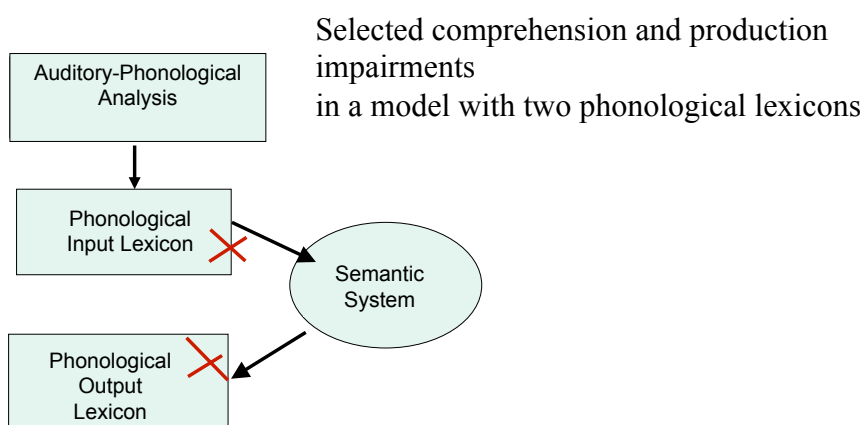 Selected comprehension and production
impairments
in a model with two phonological lexicons
Auditory-Phonological
Analysis
Phonological
Input Lexicon
Semantic
System
Phonological
Output
Lexicon